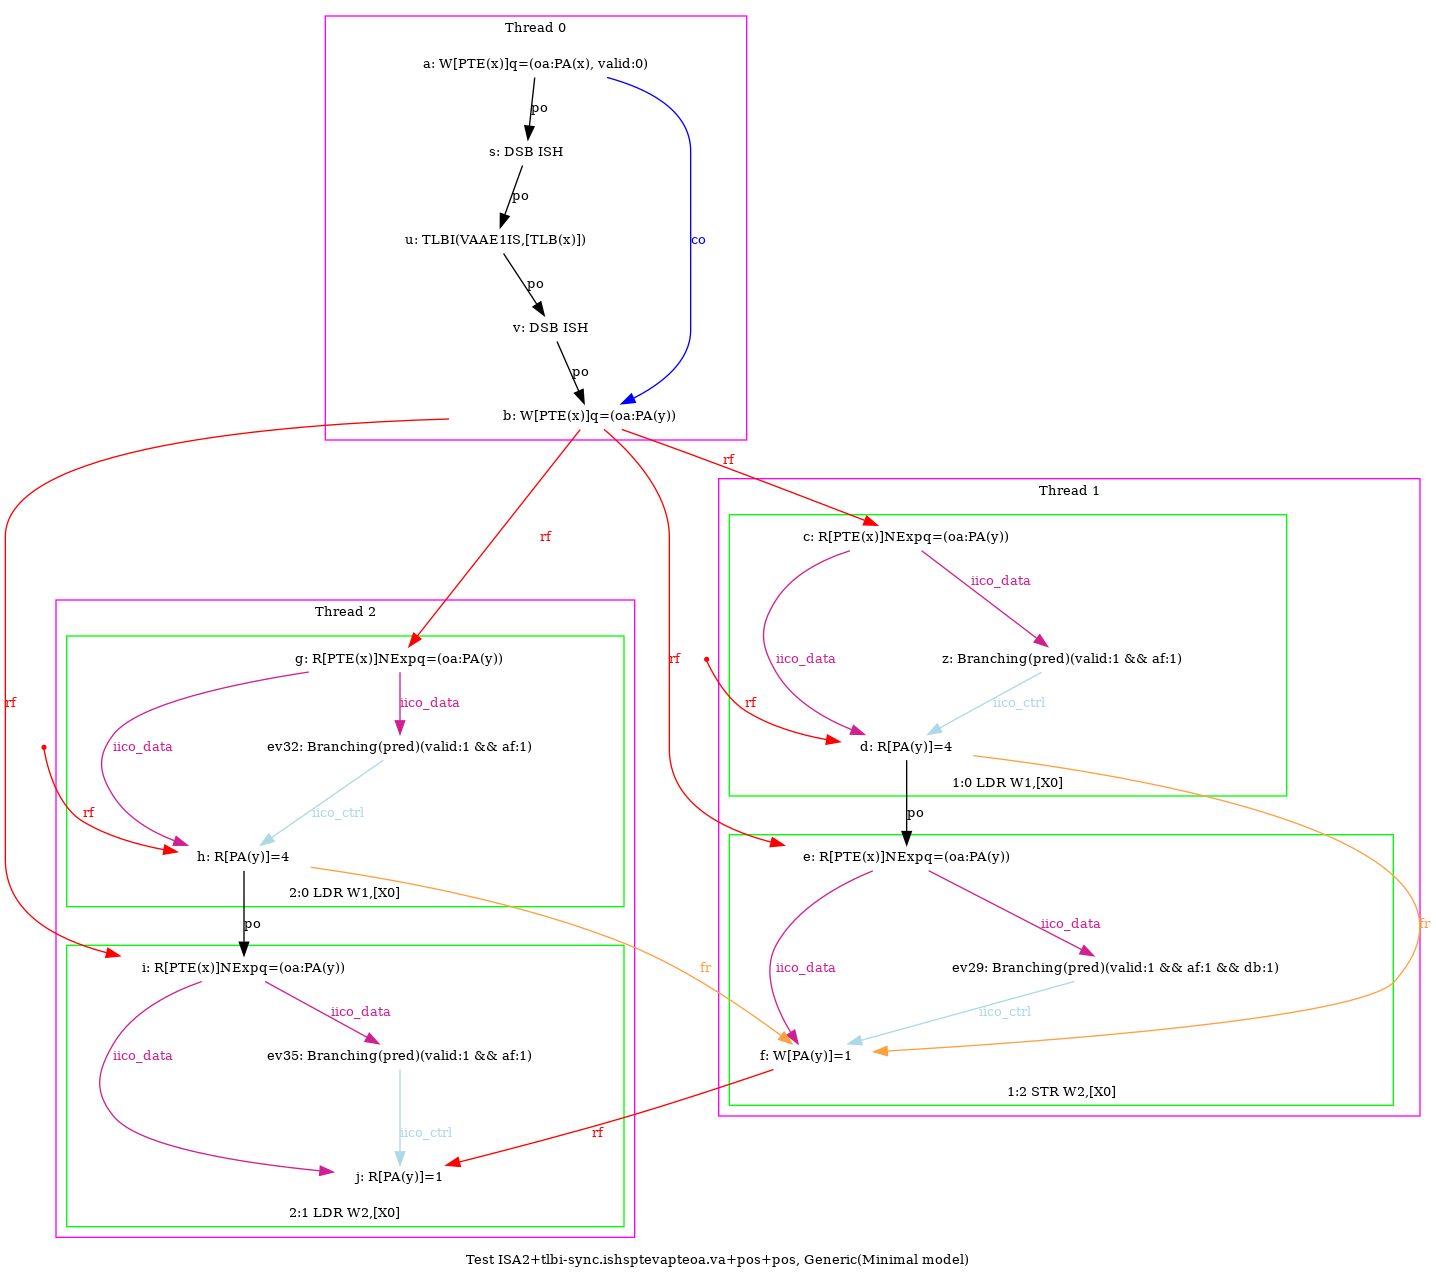 Thread 0
a: W[PTE(x)]q=(oa:PA(x), valid:0)
po
s: DSB ISH
po
u: TLBI(VAAE1IS,[TLB(x)])
co
po
v: DSB ISH
po
b: W[PTE(x)]q=(oa:PA(y))
rf
Thread 1
c: R[PTE(x)]NExpq=(oa:PA(y))
rf
iico_data
Thread 2
g: R[PTE(x)]NExpq=(oa:PA(y))
rf
iico_data
z: Branching(pred)(valid:1 && af:1)
rf
iico_data
rf
iico_ctrl
iico_data
ev32: Branching(pred)(valid:1 && af:1)
d: R[PA(y)]=4
1:0 LDR W1,[X0]
rf
iico_ctrl
po
h: R[PA(y)]=4
e: R[PTE(x)]NExpq=(oa:PA(y))
2:0 LDR W1,[X0]
po
iico_data
fr
i: R[PTE(x)]NExpq=(oa:PA(y))
fr
iico_data
ev29: Branching(pred)(valid:1 && af:1 && db:1)
iico_data
iico_ctrl
iico_data
ev35: Branching(pred)(valid:1 && af:1)
f: W[PA(y)]=1
1:2 STR W2,[X0]
iico_ctrl
rf
j: R[PA(y)]=1
2:1 LDR W2,[X0]
Test ISA2+tlbi-sync.ishsptevapteoa.va+pos+pos, Generic(Minimal model)